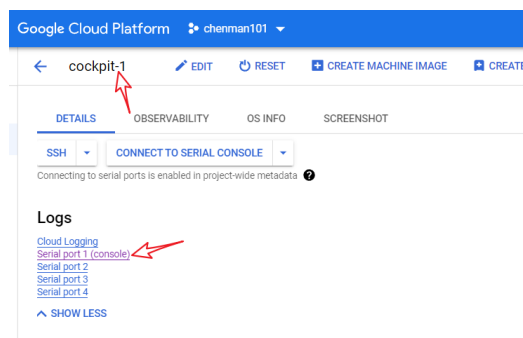 Google Cloud Platform chenman101
cockpit-1 EDIT RESET CREATE MACHINE IMAGE CREATE
DETAILS OBSERVABILITY OS INFO SCREENSHOT
SSH CONNECT TO SERIAL CONSOLE
Connecting to serial ports is enabled in project-wide metadata ?
Logs
Cloud Logging
Serial port 1 (console)
Serial port 2
Serial port 3
Serial port 4
SHOW LESS